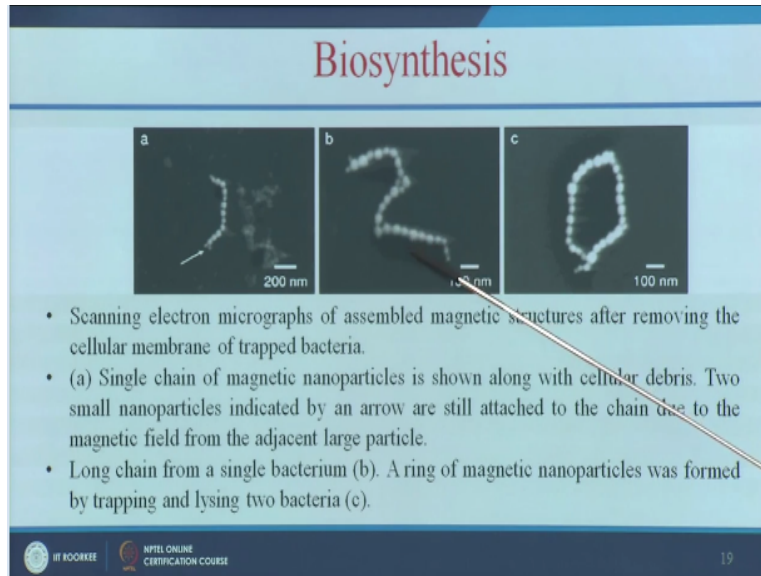 Biosynthesis
a
b
c
200 nm
nm
100 nm
• Scanning electron micrographs of assembled magnetic structures after removing the
cellular membrane of trapped bacteria.
• (a) Single chain of magnetic nanoparticles is shown along with cellular debris. Two
small nanoparticles indicated by an arrow are still attached to the chain due to the
magnetic field from the adjacent large particle.
• Long chain from a single bacterium (b). A ring of magnetic nanoparticles was formed
by trapping and lysing two bacteria (c).
IIT ROORKEE
NPTEL ONLINE
CERTIFICATION COURSE
19